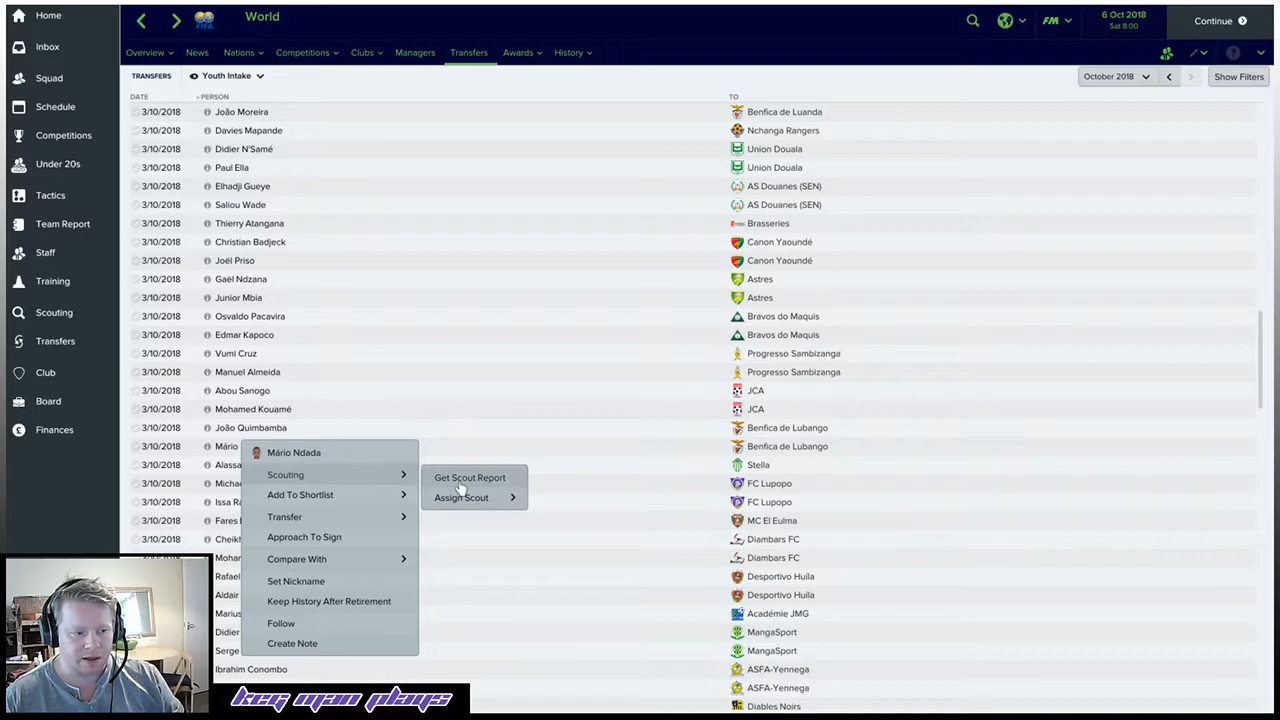 Home
World
6 Oct 2018
Sat 8:00
Continue
FM
Inbox
Squad
Schedule
Competitions
Under 20s
Tactics
Team Report
Staff
Training
Scouting
Transfers
Club
Board
Finances
Overview News Nations Competitions Clubs Managers Transfers Awards History
TRANSFERS Youth Intake October 2018 Show Filters
DATE PERSON TO
3/10/2018 João Moreira Benfica de Luanda
3/10/2018 Davies Mapande Nchanga Rangers
3/10/2018 Didier N'Samé Union Douala
3/10/2018 Paul Ella Union Douala
3/10/2018 Elhadji Gueye AS Douanes (SEN)
3/10/2018 Saliou Wade AS Douanes (SEN)
3/10/2018 Thierry Atangana Brasseries
3/10/2018 Christian Badjeck Canon Yaoundé
3/10/2018 Joël Priso Canon Yaoundé
3/10/2018 Gaël Ndzana Astres
3/10/2018 Junior Mbia Astres
3/10/2018 Osvaldo Pacavira Bravos do Maquis
3/10/2018 Edmar Kapoco Bravos do Maquis
3/10/2018 Vumi Cruz Progresso Sambizanga
3/10/2018 Manuel Almeida Progresso Sambizanga
3/10/2018 Abou Sanogo JCA
3/10/2018 Mohamed Kouamé JCA
3/10/2018 João Quimbamba Benfica de Lubango
3/10/2018 Mário Benfica de Lubango
3/10/2018 Alassa Stella
3/10/2018 Micha FC Lupopo
3/10/2018 Issa Ra FC Lupopo
3/10/2018 Fares MC El Eulma
3/10/2018 Cheikh Diambars FC
Mohar Diambars FC
Rafael Desportivo Huíla
Aldair Desportivo Huíla
Marius Académie JMG
Didier MangaSport
Serge MangaSport
Ibrahim Conombo ASFA-Yennega
ASFA-Yennega
Diables Noirs
Mário Ndada
Scouting
Add To Shortlist
Transfer
Approach To Sign
Compare With
Set Nickname
Keep History After Retirement
Follow
Create Note
Get Scout Report
Assign Scout
keg man plays